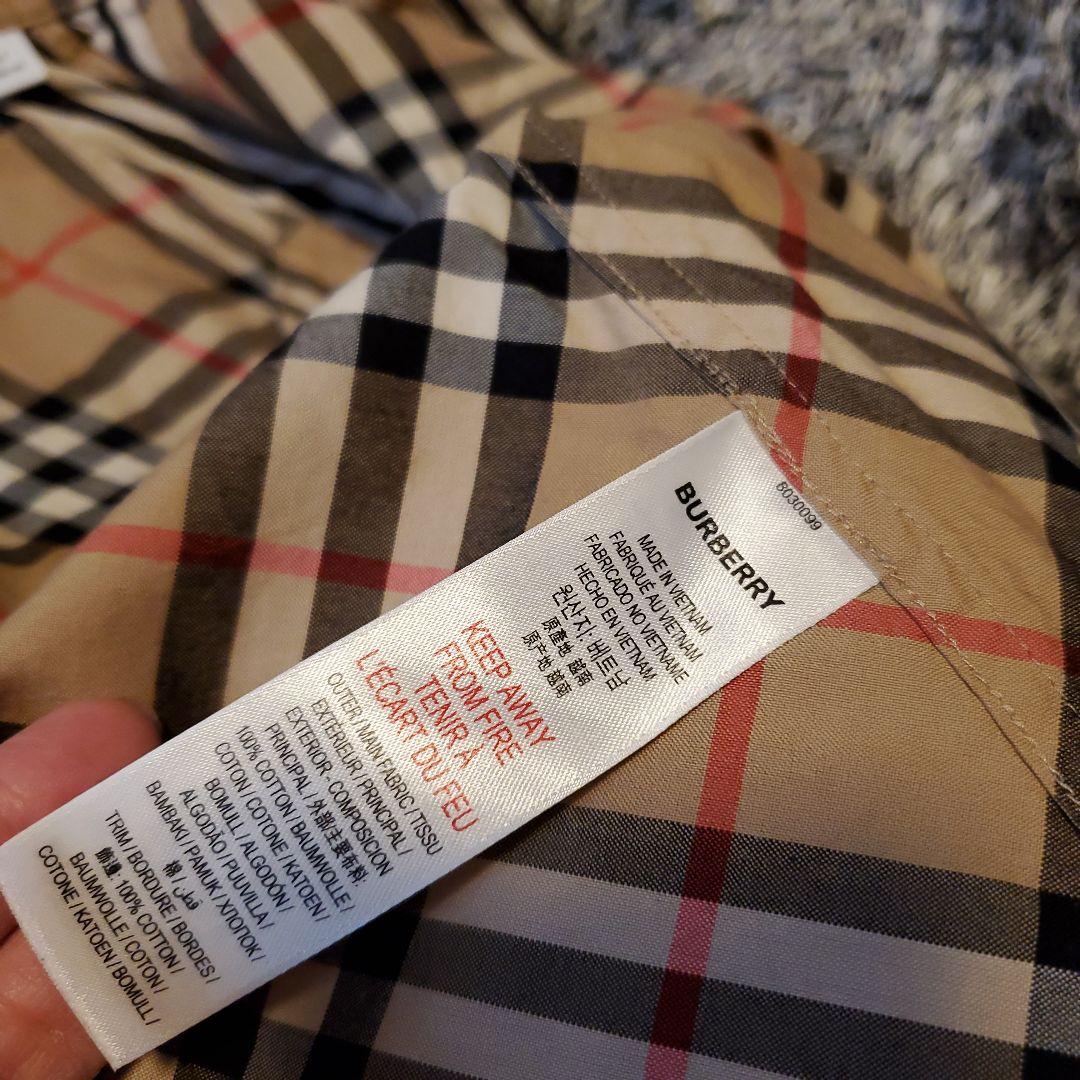 8030099
BURBERRY
MADE IN VIETNAM
FABRIQUÉ AU VIETNAM
FABRICADO NO VIETNAME
HECHO EN VIETNAM
원산지: 베트남
原產地: 越南
原产地: 越南
KEEP AWAY
FROM FIRE
TENIR À
L'ÉCART DU FEU
OUTER / MAIN FABRIC / TISSU
EXTERIEUR / PRINCIPAL /
EXTERIOR- COMPOSICION
PRINCIPAL / 外部主要布料:
100% COTTON / BAUMWOLLE /
COTON / COTONE / KATOEN /
BOMULL / ALGODÓN /
ALGODÃO / PUUVILLA /
BAMBAKI / PAMUK / ХЛОПОК /
棉 / قطن
TRIM / BORDURE / BORDES /
飾邊: 100% COTTON /
BAUMWOLLE / COTON /
COTONE / KATOEN / BOMULL /